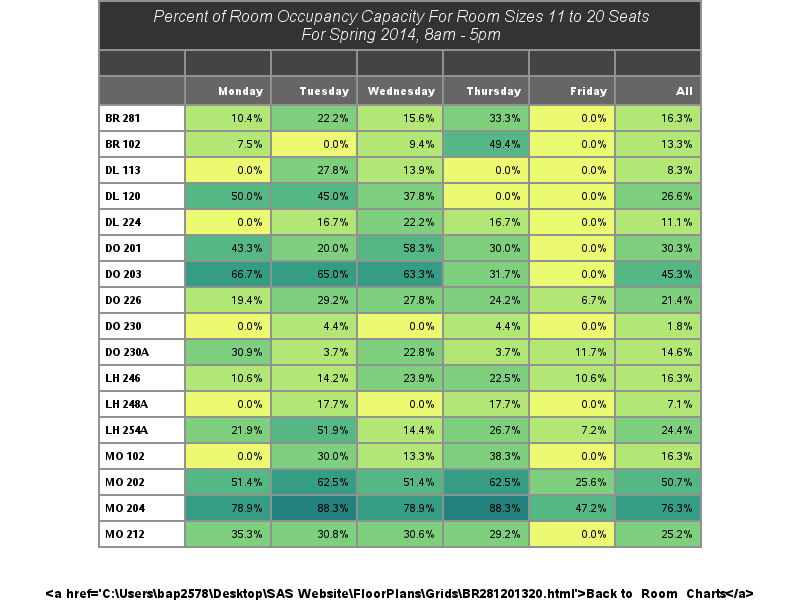 Percent of Room Occupancy Capacity For Room Sizes 11 to 20 Seats
For Spring 2014, 8am - 5pm
Monday Tuesday Wednesday Thursday Friday All
BR 281 10.4% 22.2% 15.6% 33.3% 0.0% 16.3%
BR 102 7.5% 0.0% 9.4% 49.4% 0.0% 13.3%
DL 113 0.0% 27.8% 13.9% 0.0% 0.0% 8.3%
DL 120 50.0% 45.0% 37.8% 0.0% 0.0% 26.6%
DL 224 0.0% 16.7% 22.2% 16.7% 0.0% 11.1%
DO 201 43.3% 20.0% 58.3% 30.0% 0.0% 30.3%
DO 203 66.7% 65.0% 63.3% 31.7% 0.0% 45.3%
DO 226 19.4% 29.2% 27.8% 24.2% 6.7% 21.4%
DO 230 0.0% 4.4% 0.0% 4.4% 0.0% 1.8%
DO 230A 30.9% 3.7% 22.8% 3.7% 11.7% 14.6%
LH 246 10.6% 14.2% 23.9% 22.5% 10.6% 16.3%
LH 248A 0.0% 17.7% 0.0% 17.7% 0.0% 7.1%
LH 254A 21.9% 51.9% 14.4% 26.7% 7.2% 24.4%
MO 102 0.0% 30.0% 13.3% 38.3% 0.0% 16.3%
MO 202 51.4% 62.5% 51.4% 62.5% 25.6% 50.7%
MO 204 78.9% 88.3% 78.9% 88.3% 47.2% 76.3%
MO 212 35.3% 30.8% 30.6% 29.2% 0.0% 25.2%
<a href='C:\Users\bap2578\Desktop\SAS Website\FloorPlans\Grids\BR281201320.html'>Back to Room Charts</a>